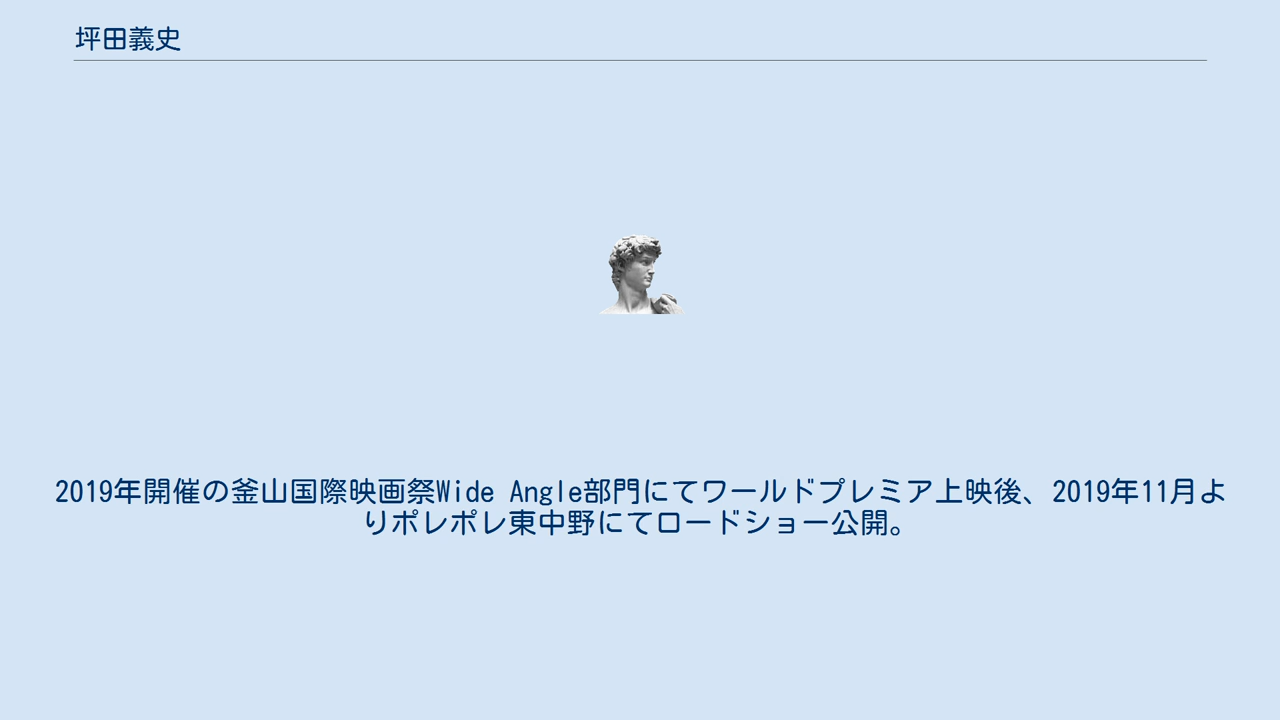 坪田義史
2019年開催の釜山国際映画祭Wide Angle部門にてワールドプレミア上映後、2019年11月よ
りポレポレ東中野にてロードショー公開。